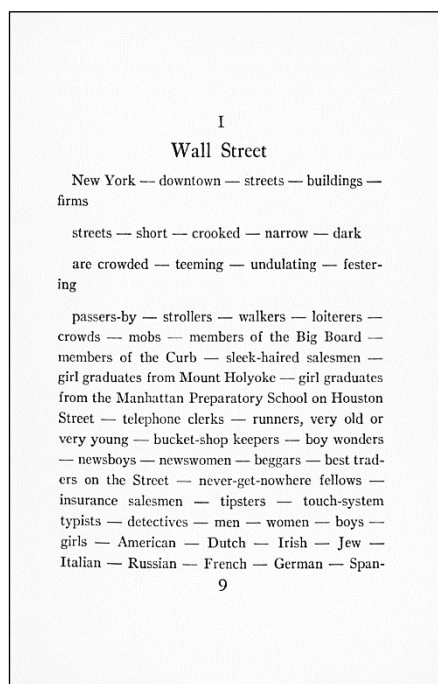 I
Wall Street
New York — downtown — streets — buildings —
firms
streets — short — crooked — narrow — dark
are crowded — teeming — undulating — fester-
ing
passers-by — strollers — walkers — loiterers —
crowds — mobs — members of the Big Board —
members of the Curb — sleek-haired salesmen —
girl graduates from Mount Holyoke — girl graduates
from the Manhattan Preparatory School on Houston
Street — telephone clerks — runners, very old or
very young — bucket-shop keepers — boy wonders
— newsboys — newswomen — beggars — best trad-
ers on the Street — never-get-nowhere fellows —
insurance salesmen — tipsters — touch-system
typists — detectives — men — women — boys —
girls — American — Dutch — Irish — Jew —
Italian — Russian — French — German — Span-
9